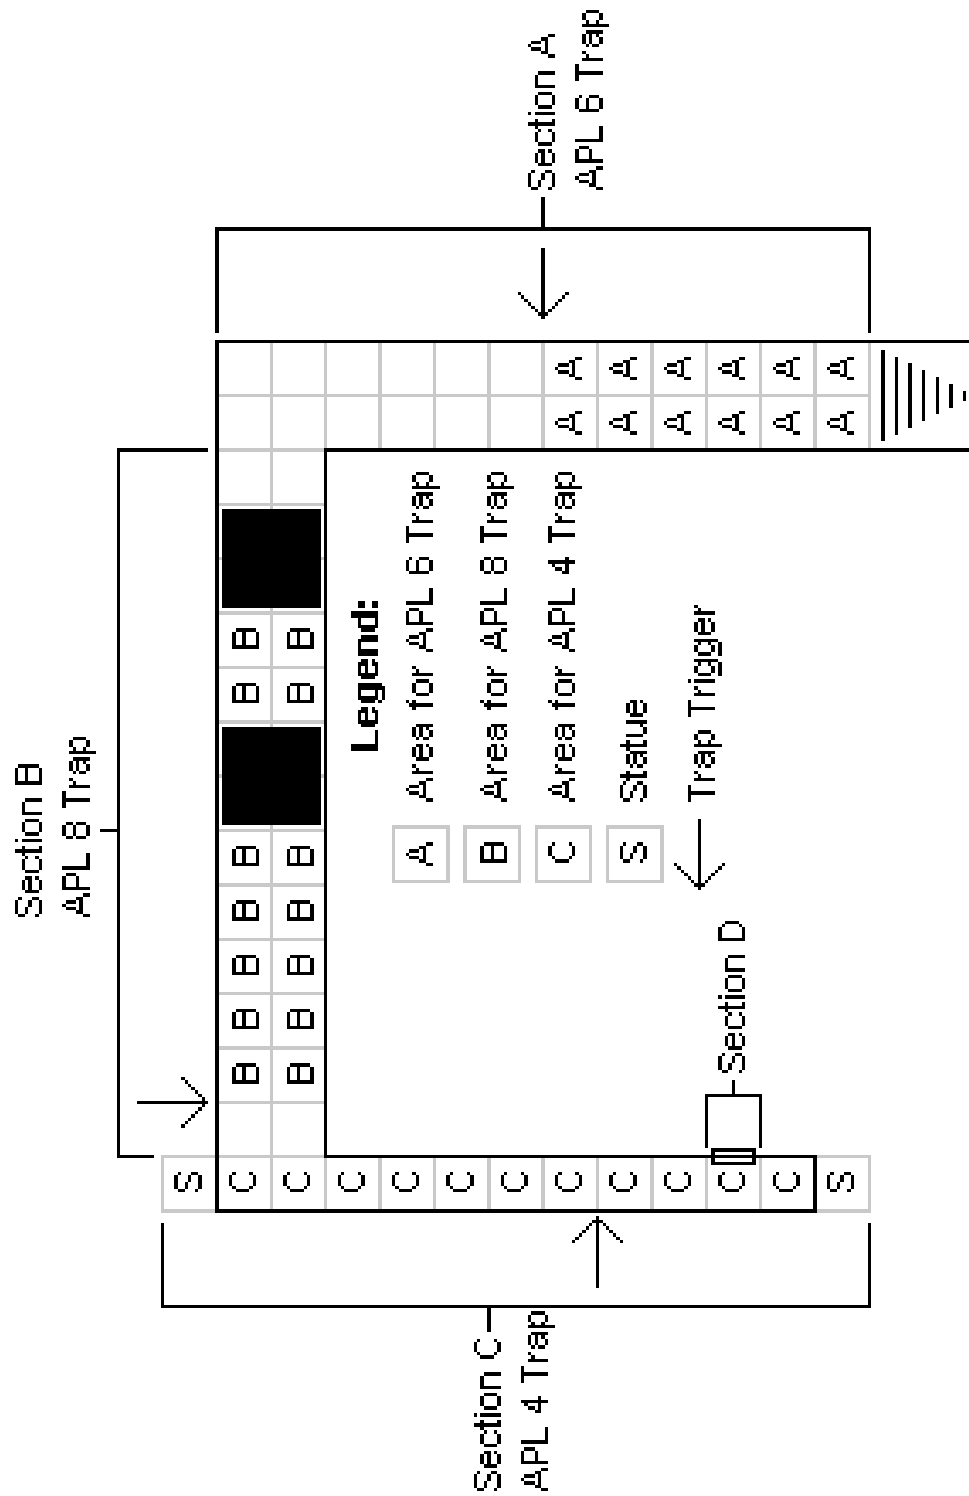 Section B
APL 8 Trap
S
C B B B B B B B
C B B B B B B B
C
Legend:
C
A Area for APL 6 Trap
C
Section C
APL 4 Trap
B Area for APL 8 Trap
C
Section A
APL 6 Trap
C A A
C Area for APL 4 Trap
C A A
S Statue
C A A
Trap Trigger
C Section D A A
C A A
S A A